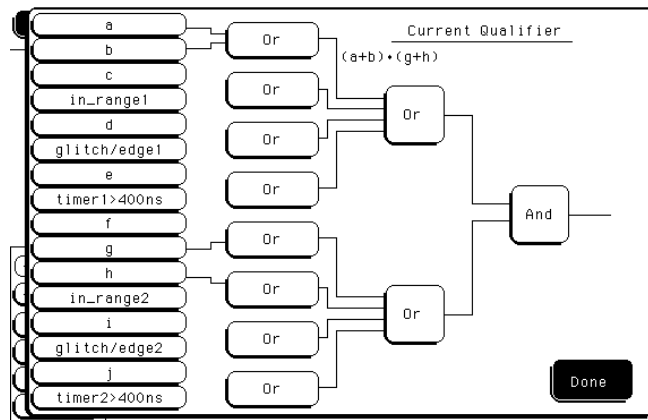 a
b
c
in_range1
d
glitch/edge1
e
timer1>400ns
f
g
h
in_range2
i
glitch/edge2
j
timer2>400ns
Or
Or
Or
Or
Or
Or
Or
Or
Current Qualifier
(a+b)•(g+h)
Or
Or
And
Done